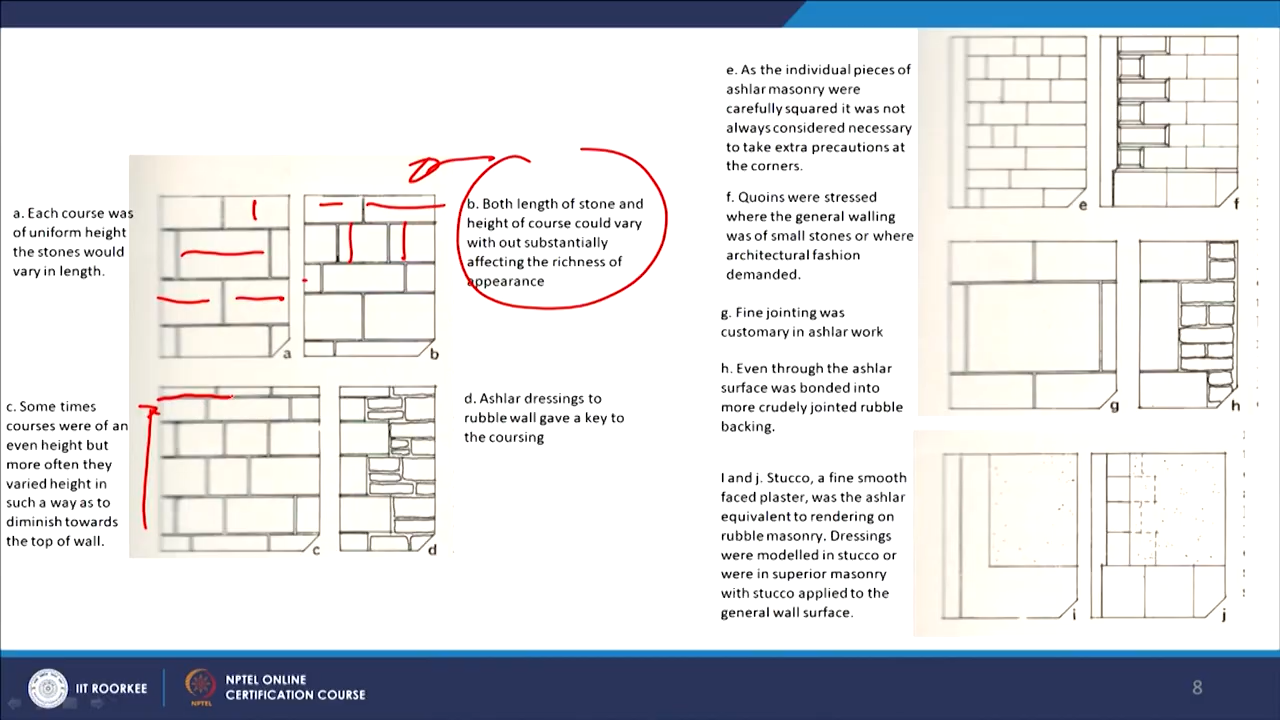 a. Each course was
of uniform height
the stones would
vary in length.
a
b
b. Both length of stone and
height of course could vary
with out substantially
affecting the richness of
appearance
c. Some times
courses were of an
even height but
more often they
varied height in
such a way as to
diminish towards
the top of wall.
c
d
d. Ashlar dressings to
rubble wall gave a key to
the coursing
e. As the individual pieces of
ashlar masonry were
carefully squared it was not
always considered necessary
to take extra precautions at
the corners.
e
f
f. Quoins were stressed
where the general walling
was of small stones or where
architectural fashion
demanded.
g. Fine jointing was
customary in ashlar work
g
h
h. Even through the ashlar
surface was bonded into
more crudely jointed rubble
backing.
I and j. Stucco, a fine smooth
faced plaster, was the ashlar
equivalent to rendering on
rubble masonry. Dressings
were modelled in stucco or
were in superior masonry
with stucco applied to the
general wall surface.
i
j
IIT ROORKEE
NPTEL
NPTEL ONLINE
CERTIFICATION COURSE
8